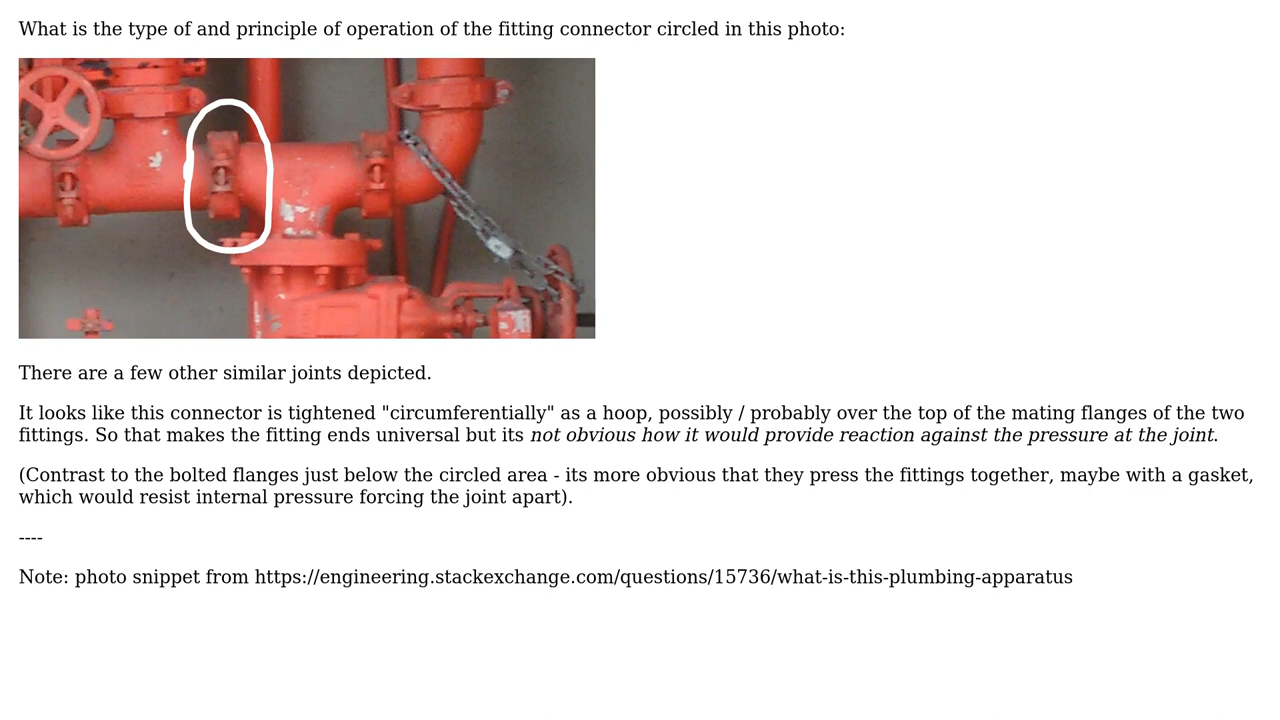 What is the type of and principle of operation of the fitting connector circled in this photo:
There are a few other similar joints depicted.
It looks like this connector is tightened "circumferentially" as a hoop, possibly / probably over the top of the mating flanges of the two
fittings. So that makes the fitting ends universal but its not obvious how it would provide reaction against the pressure at the joint.
(Contrast to the bolted flanges just below the circled area - its more obvious that they press the fittings together, maybe with a gasket,
which would resist internal pressure forcing the joint apart).
----
Note: photo snippet from https://engineering.stackexchange.com/questions/15736/what-is-this-plumbing-apparatus